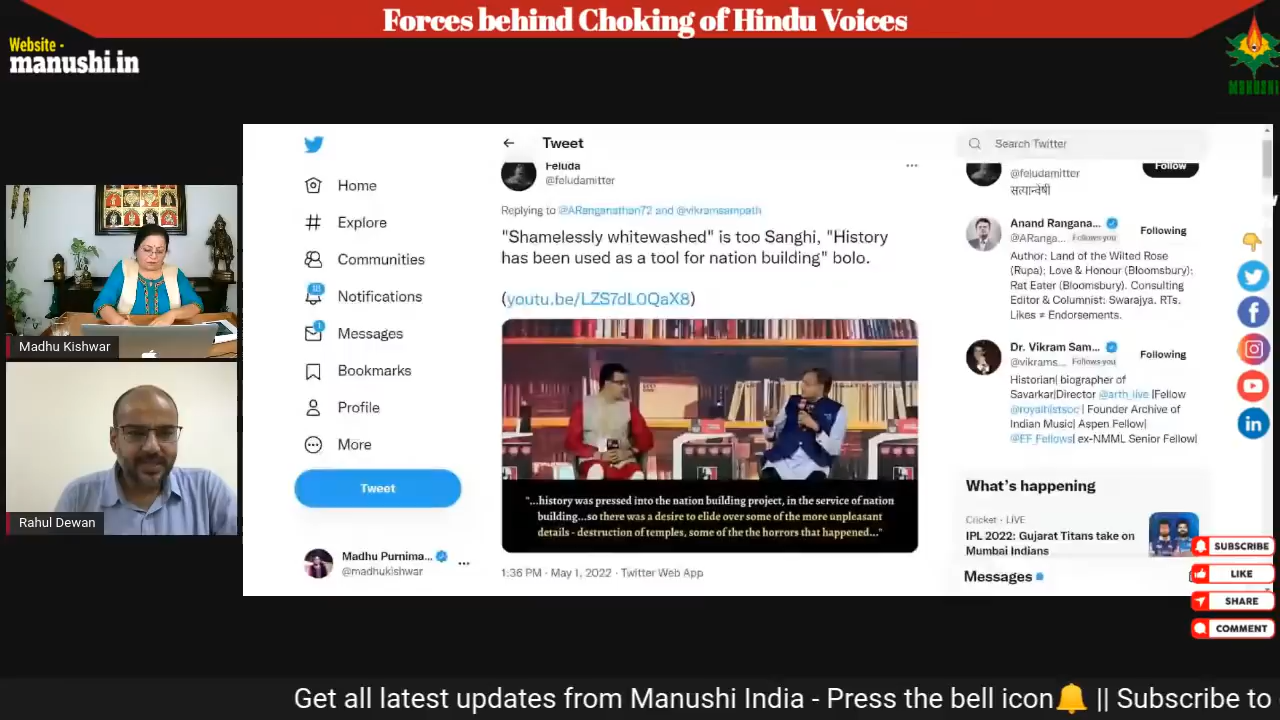 Forces behind Choking of Hindu Voices
Website -
manushi.in
MANUSHI
Madhu Kishwar
Rahul Dewan
Home
Explore
Communities
Notifications
Messages
Bookmarks
Profile
More
Tweet
Madhu Purnima...
@madhukishwar
Tweet
Feluda
@feludamitter
Replying to @ARanganathan72 and @vikramsampath
"Shamelessly whitewashed" is too Sanghi, "History
has been used as a tool for nation building" bolo.
(youtu.be/LZS7dL0QaX8)
"...history was pressed into the nation building project, in the service of nation
building...so there was a desire to elide over some of the more unpleasant
details - destruction of temples, some of the the horrors that happened..."
1:36 PM · May 1, 2022 · Twitter Web App
Search Twitter
@feludamitter
Follow
सत्यान्वेषी
Anand Rangana...
@ARanga... Follows you
Following
Author: Land of the Wilted Rose
(Rupa); Love & Honour (Bloomsbury);
Rat Eater (Bloomsbury). Consulting
Editor & Columnist: Swarajya. RTs,
Likes ≠ Endorsements.
Dr. Vikram Sam...
@vikrams... Follows you
Following
Historian| biographer of
Savarkar|Director @arth_live |Fellow
@royalhistsoc| Founder Archive of
Indian Music| Aspen Fellow|
@EF_Fellows| ex-NMML Senior Fellow|
What's happening
Cricket · LIVE
IPL 2022: Gujarat Titans take on
Mumbai Indians
Messages
SUBSCRIBE
LIKE
SHARE
COMMENT
Get all latest updates from Manushi India - Press the bell icon🔔 || Subscribe to